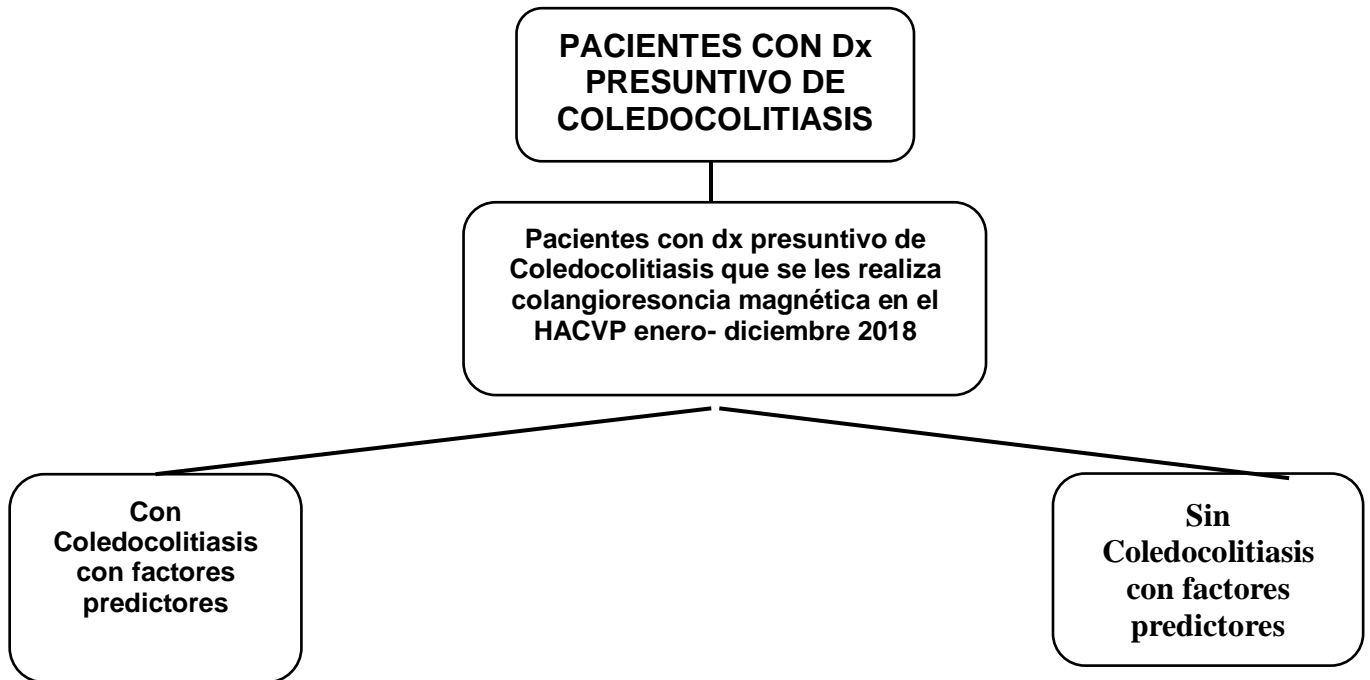 PACIENTES CON Dx
PRESUNTIVO DE
COLEDOCOLITIASIS
Pacientes con dx presuntivo de
Coledocolitiasis que se les realiza
colangioresoncia magnética en el
HACVP enero- diciembre 2018
Con
Coledocolitiasis
con factores
predictores
Sin
Coledocolitiasis
con factores
predictores